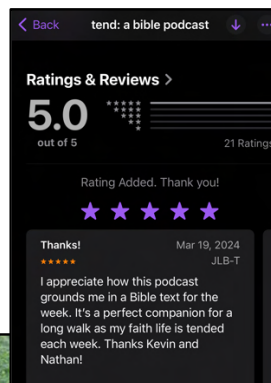 Back
tend: a bible podcast
Ratings & Reviews
5.0
out of 5
21 Ratings
Rating Added. Thank you!
Thanks!
Mar 19, 2024
JLB-T
I appreciate how this podcast
grounds me in a Bible text for the
week. It's a perfect companion for a
long walk as my faith life is tended
each week. Thanks Kevin and
Nathan!